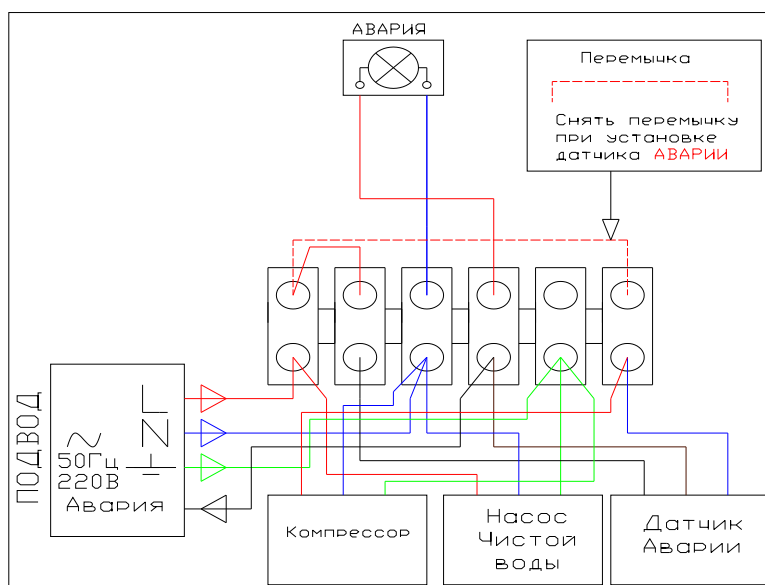 АВАРИЯ
Перемычка
Снять перемычку
при установке
датчика АВАРИИ
ПОДВОД
L
N
50Гц
220В
Авария
Компрессор
Насос
Чистой
воды
Датчик
Аварии